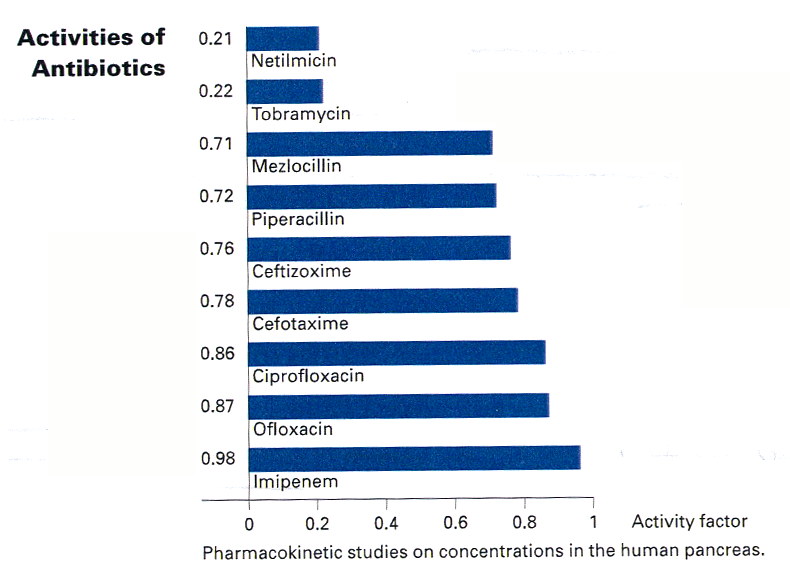 Activities of
Antibiotics
0.21
Netilmicin
0.22
Tobramycin
0.71
Mezlocillin
0.72
Piperacillin
0.76
Ceftizoxime
0.78
Cefotaxime
0.86
Ciprofloxacin
0.87
Ofloxacin
0.98
Imipenem
0 0.2 0.4 0.6 0.8 1 Activity factor
Pharmacokinetic studies on concentrations in the human pancreas.